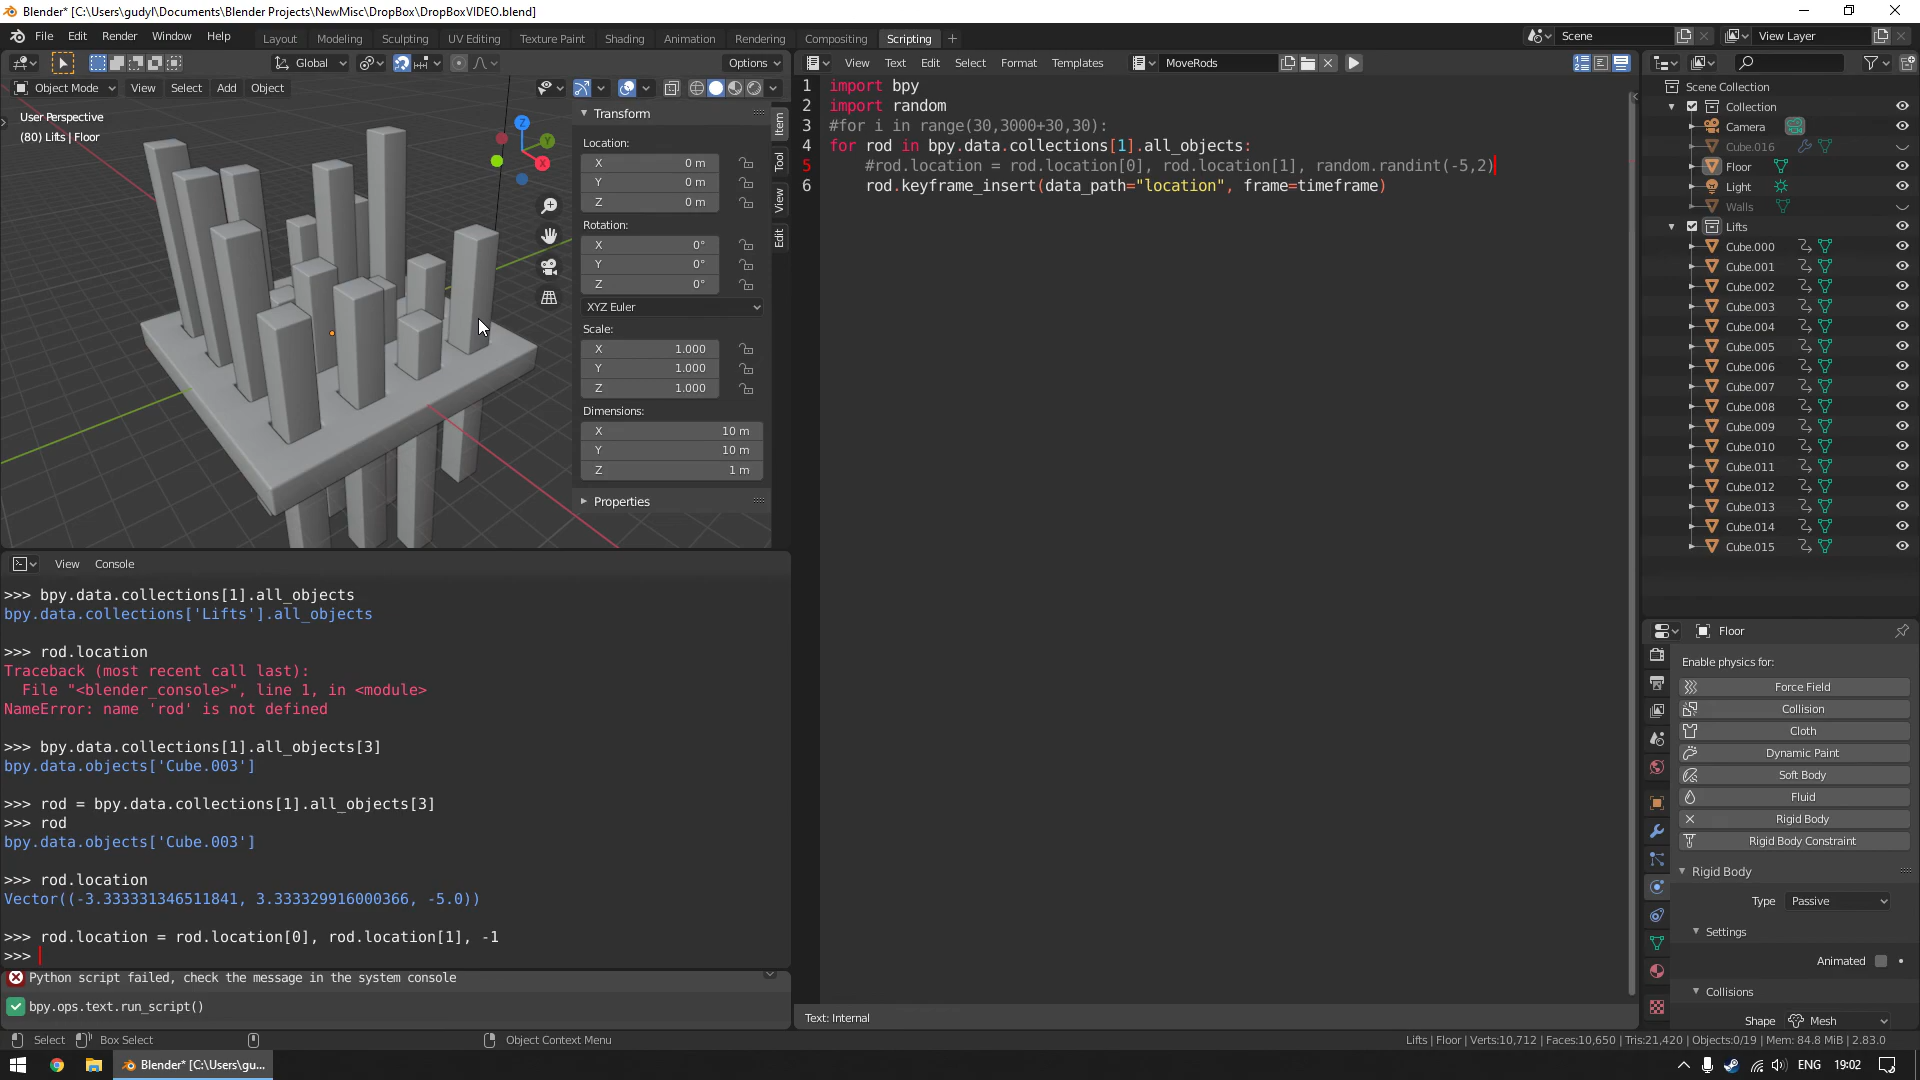 Blender* [C:\Users\gudyl\Documents\Blender Projects\NewMisc\DropBox\DropBoxVIDEO.blend]
File Edit Render Window Help
Layout Modeling Sculpting UV Editing Texture Paint Shading Animation Rendering Compositing Scripting
Scene
View Layer
Global
Options
Object Mode View Select Add Object
User Perspective
(80) Lifts | Floor
Z
Y
X
Transform
Location:
X 0 m
Y 0 m
Z 0 m
Rotation:
X 0°
Y 0°
Z 0°
XYZ Euler
Scale:
X 1.000
Y 1.000
Z 1.000
Dimensions:
X 10 m
Y 10 m
Z 1 m
Properties
Item
Tool
View
Edit
View Console
>>> bpy.data.collections[1].all_objects
bpy.data.collections['Lifts'].all_objects
>>> rod.location
Traceback (most recent call last):
File "<blender_console>", line 1, in <module>
NameError: name 'rod' is not defined
>>> bpy.data.collections[1].all_objects[3]
bpy.data.objects['Cube.003']
>>> rod = bpy.data.collections[1].all_objects[3]
>>> rod
bpy.data.objects['Cube.003']
>>> rod.location
Vector((-3.333331346511841, 3.333329916000366, -5.0))
>>> rod.location = rod.location[0], rod.location[1], -1
>>>
Python script failed, check the message in the system console
bpy.ops.text.run_script()
View Text Edit Select Format Templates
MoveRods
1 import bpy
2 import random
3 #for i in range(30,3000+30,30):
4 for rod in bpy.data.collections[1].all_objects:
5 #rod.location = rod.location[0], rod.location[1], random.randint(-5,2)
6 rod.keyframe_insert(data_path="location", frame=timeframe)
Text: Internal
Scene Collection
Collection
Camera
Cube.016
Floor
Light
Walls
Lifts
Cube.000
Cube.001
Cube.002
Cube.003
Cube.004
Cube.005
Cube.006
Cube.007
Cube.008
Cube.009
Cube.010
Cube.011
Cube.012
Cube.013
Cube.014
Cube.015
Floor
Enable physics for:
Force Field
Collision
Cloth
Dynamic Paint
Soft Body
Fluid
Rigid Body
Rigid Body Constraint
Rigid Body
Type Passive
Settings
Animated
Collisions
Shape Mesh
Select Box Select Object Context Menu
Lifts | Floor | Verts:10,712 | Faces:10,650 | Tris:21,420 | Objects:0/19 | Mem: 84.8 MiB | 2.83.0
Blender* [C:\Users\gu...
ENG 19:02